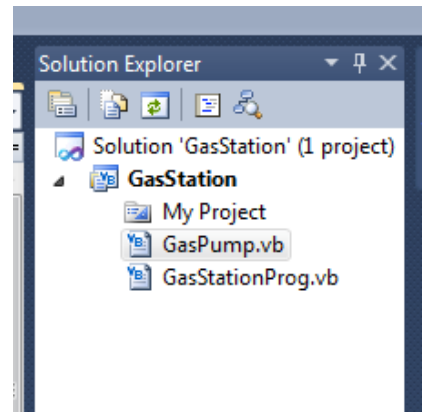 Solution Explorer
Solution 'GasStation' (1 project)
GasStation
My Project
GasPump.vb
GasStationProg.vb